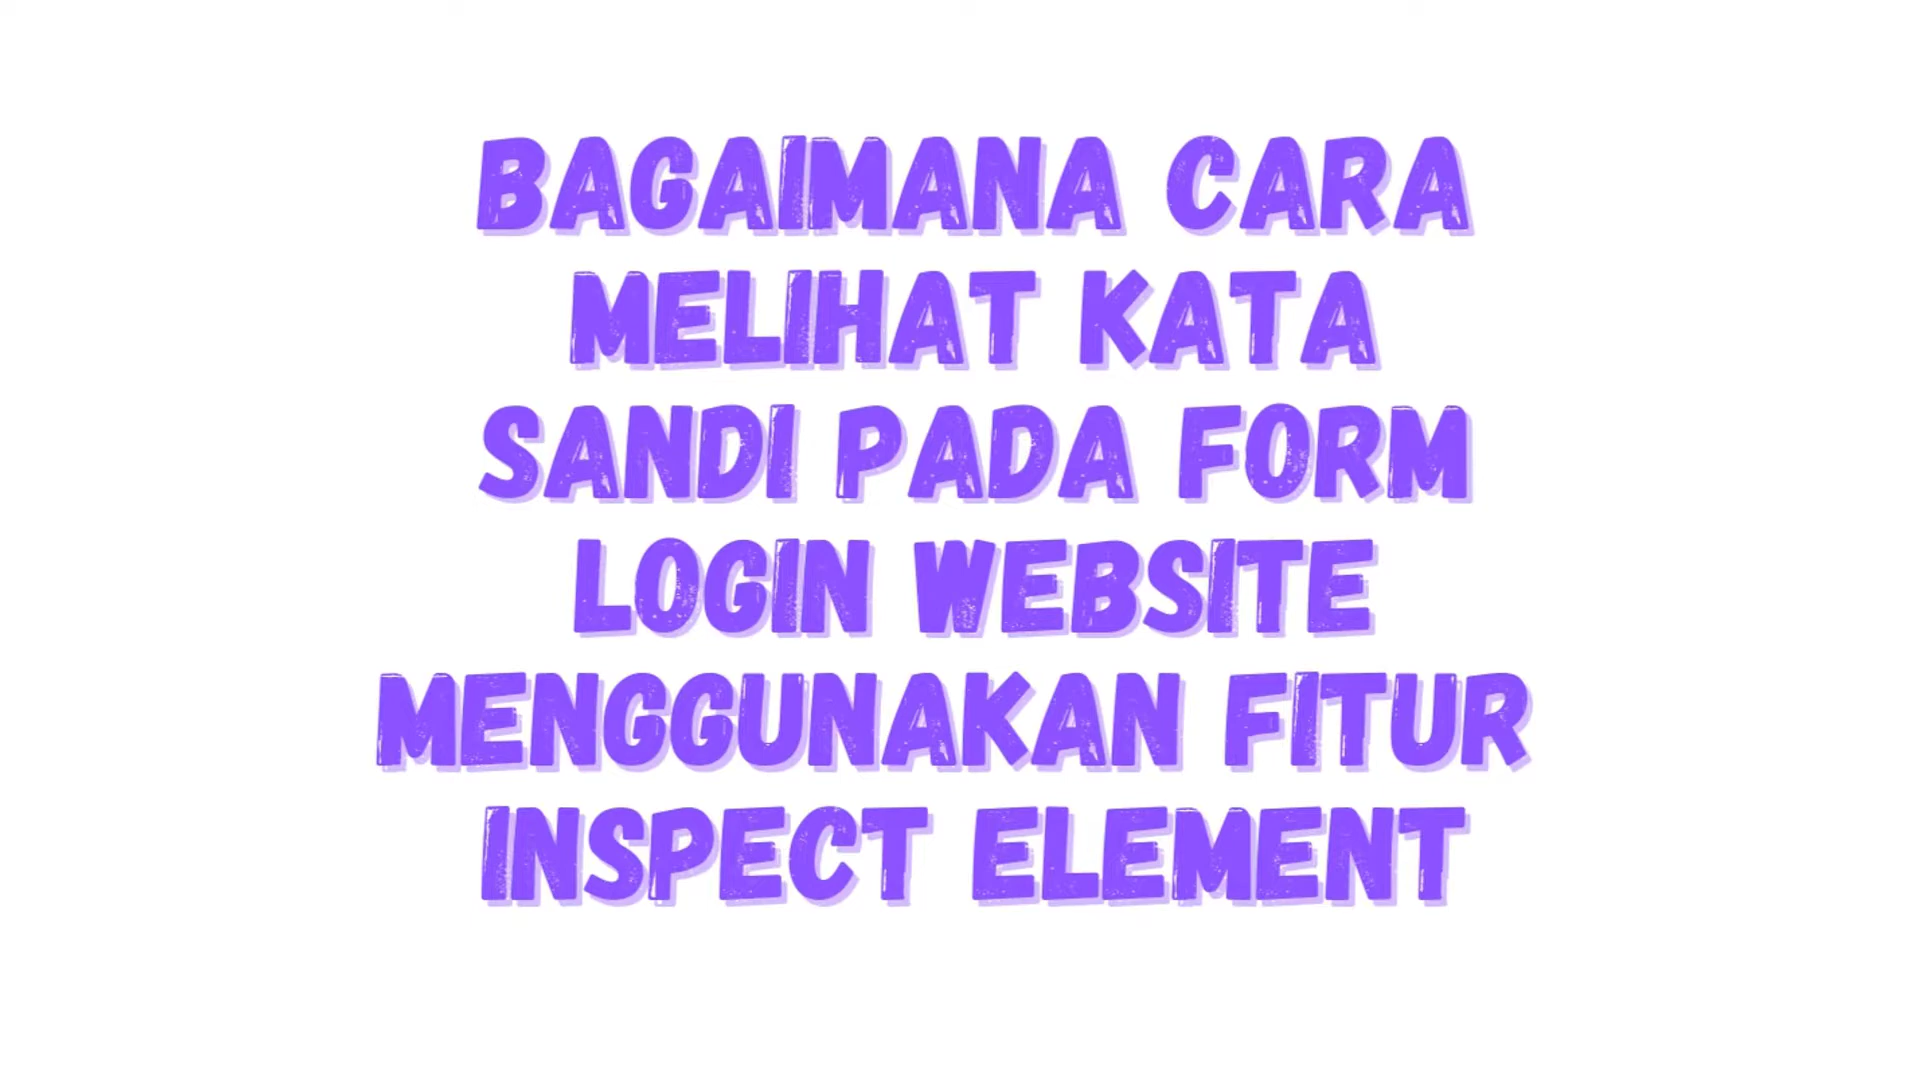 BAGAIMANA CARA
MELIHAT KATA
SANDI PADA FORM
LOGIN WEBSITE
MENGGUNAKAN FITUR
INSPECT ELEMENT